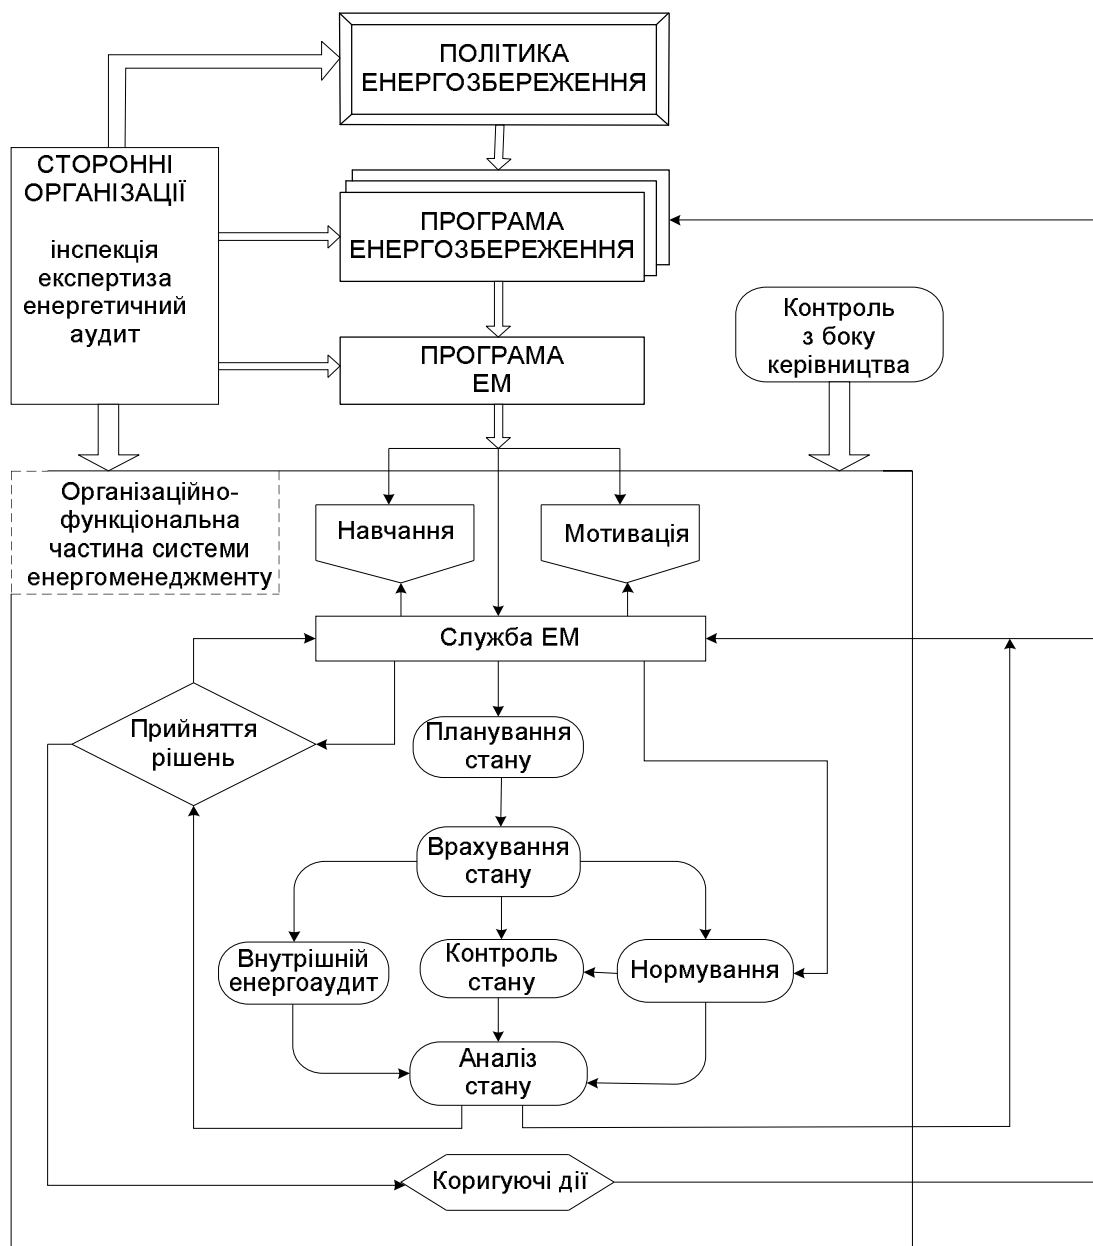 ПОЛІТИКА
ЕНЕРГОЗБЕРЕЖЕННЯ
СТОРОННІ
ОРГАНІЗАЦІЇ
інспекція
експертиза
енергетичний
аудит
ПРОГРАМА
ЕНЕРГОЗБЕРЕЖЕННЯ
Контроль
з боку
керівництва
ПРОГРАМА
ЕМ
Організаційно-
функціональна
частина системи
енергоменеджменту
Навчання
Мотивація
Служба ЕМ
Прийняття
рішень
Планування
стану
Врахування
стану
Внутрішній
енергоаудит
Контроль
стану
Нормування
Аналіз
стану
Коригуючі дії